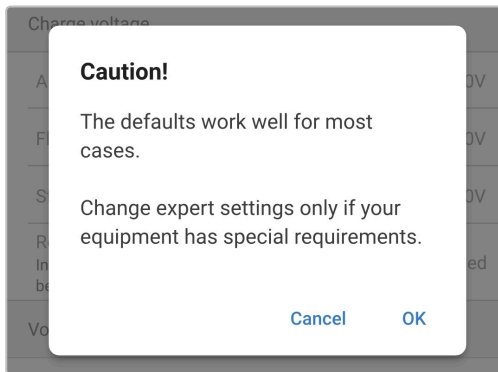 Charge voltage
Caution!
The defaults work well for most
cases.
Change expert settings only if your
equipment has special requirements.
Cancel
OK